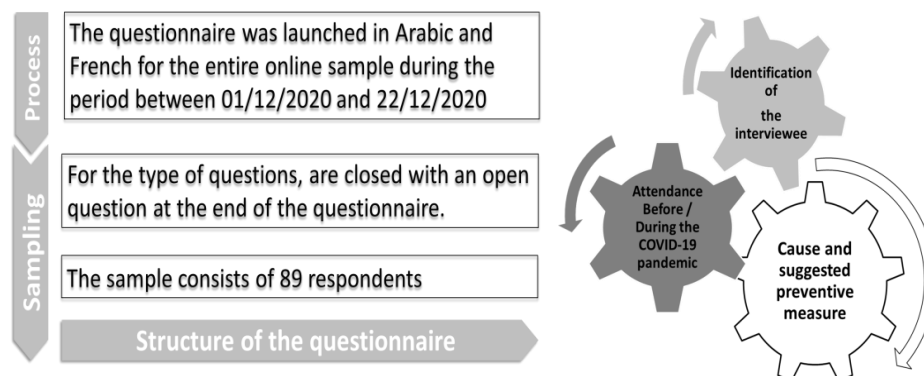 Process
The questionnaire was launched in Arabic and
French for the entire online sample during the
period between 01/12/2020 and 22/12/2020
Sampling
For the type of questions, are closed with an open
question at the end of the questionnaire.
The sample consists of 89 respondents
Structure of the questionnaire
Identification
of
the
interviewee
Attendance
Before /
During the
COVID-19
pandemic
Cause and
suggested
preventive
measure